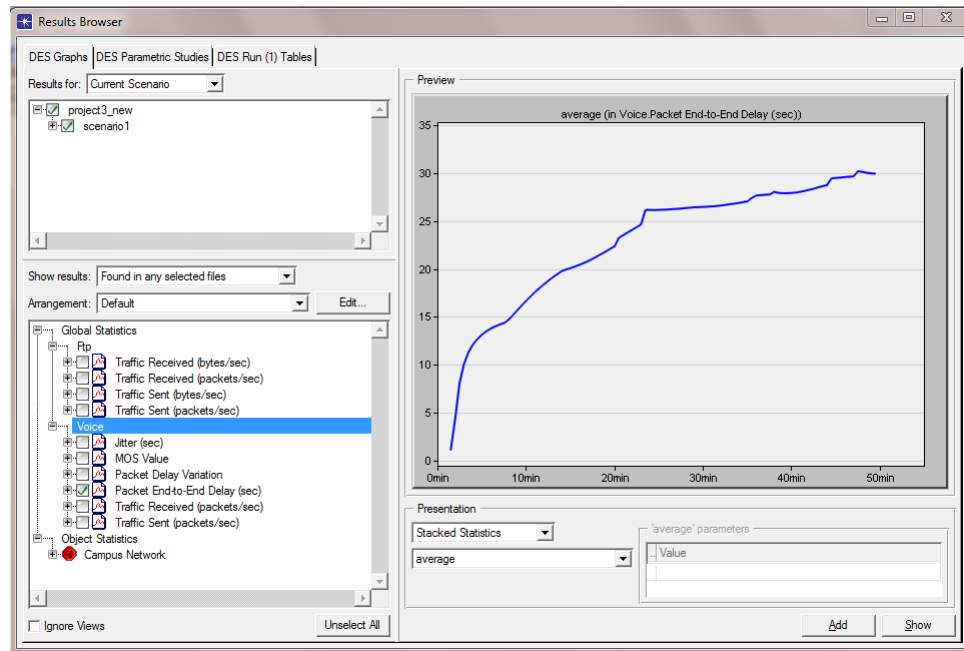 Results Browser
DES Graphs DES Parametric Studies DES Run (1) Tables
Results for: Current Scenario
project3_new
scenario1
Show results: Found in any selected files
Arrangement: Default Edit...
Global Statistics
Ftp
Traffic Received (bytes/sec)
Traffic Received (packets/sec)
Traffic Sent (bytes/sec)
Traffic Sent (packets/sec)
Voice
Jitter (sec)
MOS Value
Packet Delay Variation
Packet End-to-End Delay (sec)
Traffic Received (packets/sec)
Traffic Sent (packets/sec)
Object Statistics
Campus Network
Ignore Views Unselect All
Preview
average (in Voice.Packet End-to-End Delay (sec))
35
30
25
20
15
10
5
0
0min 10min 20min 30min 40min 50min
Presentation
Stacked Statistics
average
'average' parameters
... Value
Add Show